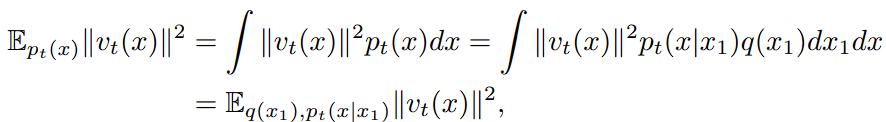 𝔼_{p_t(x)}‖v_t(x)‖² = ∫ ‖v_t(x)‖² p_t(x)dx = ∫ ‖v_t(x)‖² p_t(x|x_1)q(x_1)dx_1dx
= 𝔼_{q(x_1),p_t(x|x_1)}‖v_t(x)‖²,